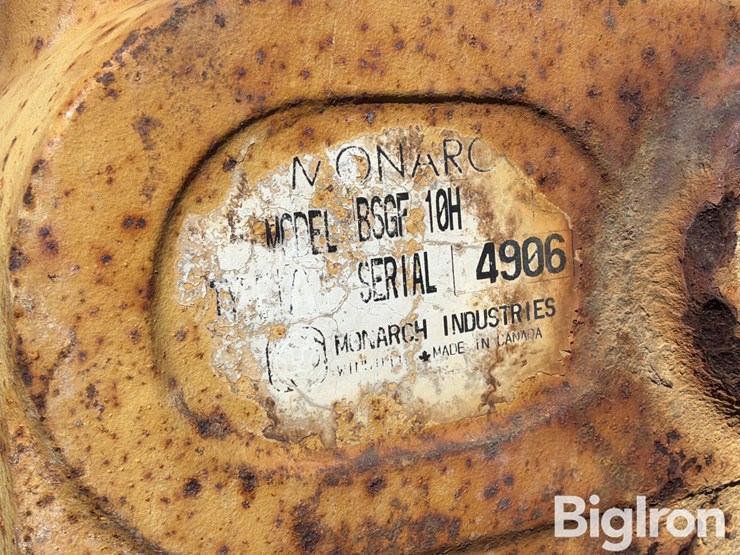 MONARC
MODEL BSGF 10H
SERIAL 4906
MONARCH INDUSTRIES
MADE IN CANADA
BigIron